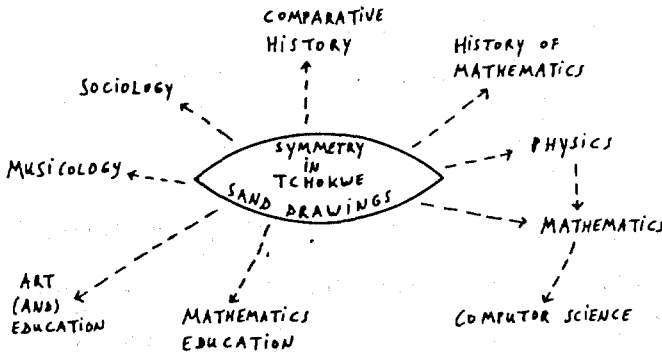 COMPARATIVE
HISTORY
HISTORY OF
MATHEMATICS
SOCIOLOGY
SYMMETRY
IN
TCHOKWE
SAND DRAWINGS
PHYSICS
MUSICOLOGY
MATHEMATICS
ART
(AND)
EDUCATION
MATHEMATICS
EDUCATION
COMPUTOR SCIENCE